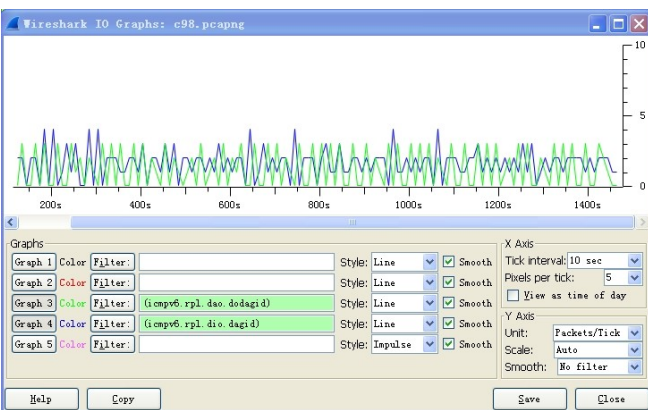 Wireshark IO Graphs: c98.pcapng
10
5
0
200s 400s 600s 800s 1000s 1200s 1400s
Graphs
Graph 1 Color Filter: Style: Line Smooth
Graph 2 Color Filter: Style: Line Smooth
Graph 3 Color Filter: (icmpv6.rpl.dao.dodagid) Style: Line Smooth
Graph 4 Color Filter: (icmpv6.rpl.dio.dagid) Style: Line Smooth
Graph 5 Color Filter: Style: Impulse Smooth
X Axis
Tick interval: 10 sec
Pixels per tick: 5
View as time of day
Y Axis
Unit: Packets/Tick
Scale: Auto
Smooth: No filter
Help Copy Save Close